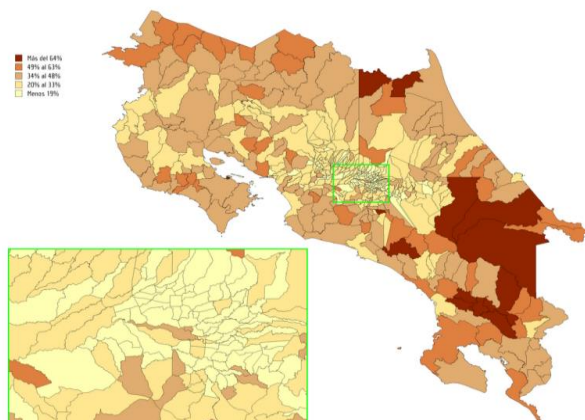 Más del 64%
49% al 63%
34% al 48%
20% al 33%
Menos 19%